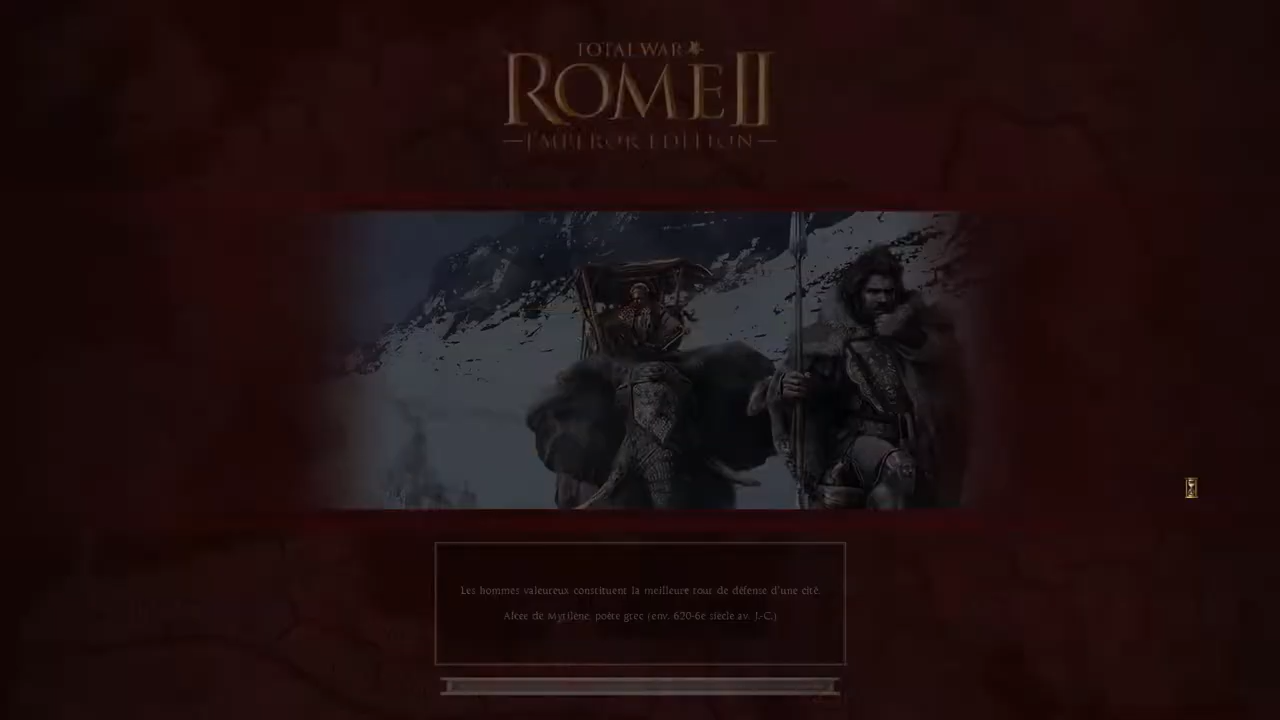 TOTAL WAR
ROME II
EMPEROR EDITION
Les hommes valeureux constituent la meilleure tour de défense d'une cité.
Alcée de Mytilène, poète grec (env. 620-6e siècle av. J.-C.)